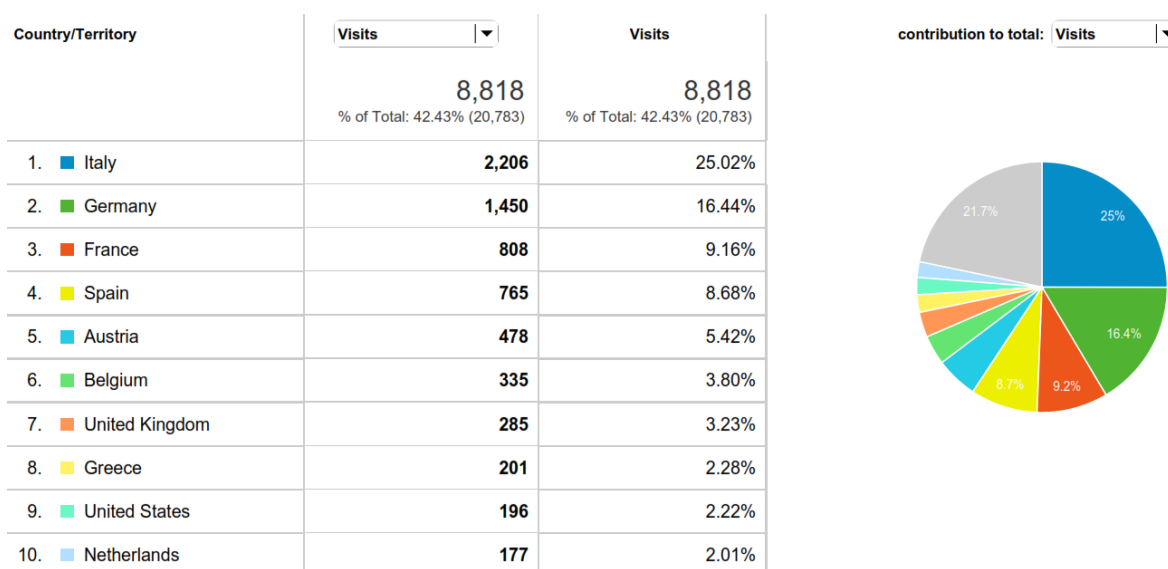 Country/Territory Visits Visits contribution to total: Visits
8,818 8,818
% of Total: 42.43% (20,783) % of Total: 42.43% (20,783)
1. Italy 2,206 25.02%
2. Germany 1,450 16.44%
3. France 808 9.16%
4. Spain 765 8.68%
5. Austria 478 5.42%
6. Belgium 335 3.80%
7. United Kingdom 285 3.23%
8. Greece 201 2.28%
9. United States 196 2.22%
10. Netherlands 177 2.01%
21.7% 25%
16.4%
8.7% 9.2%